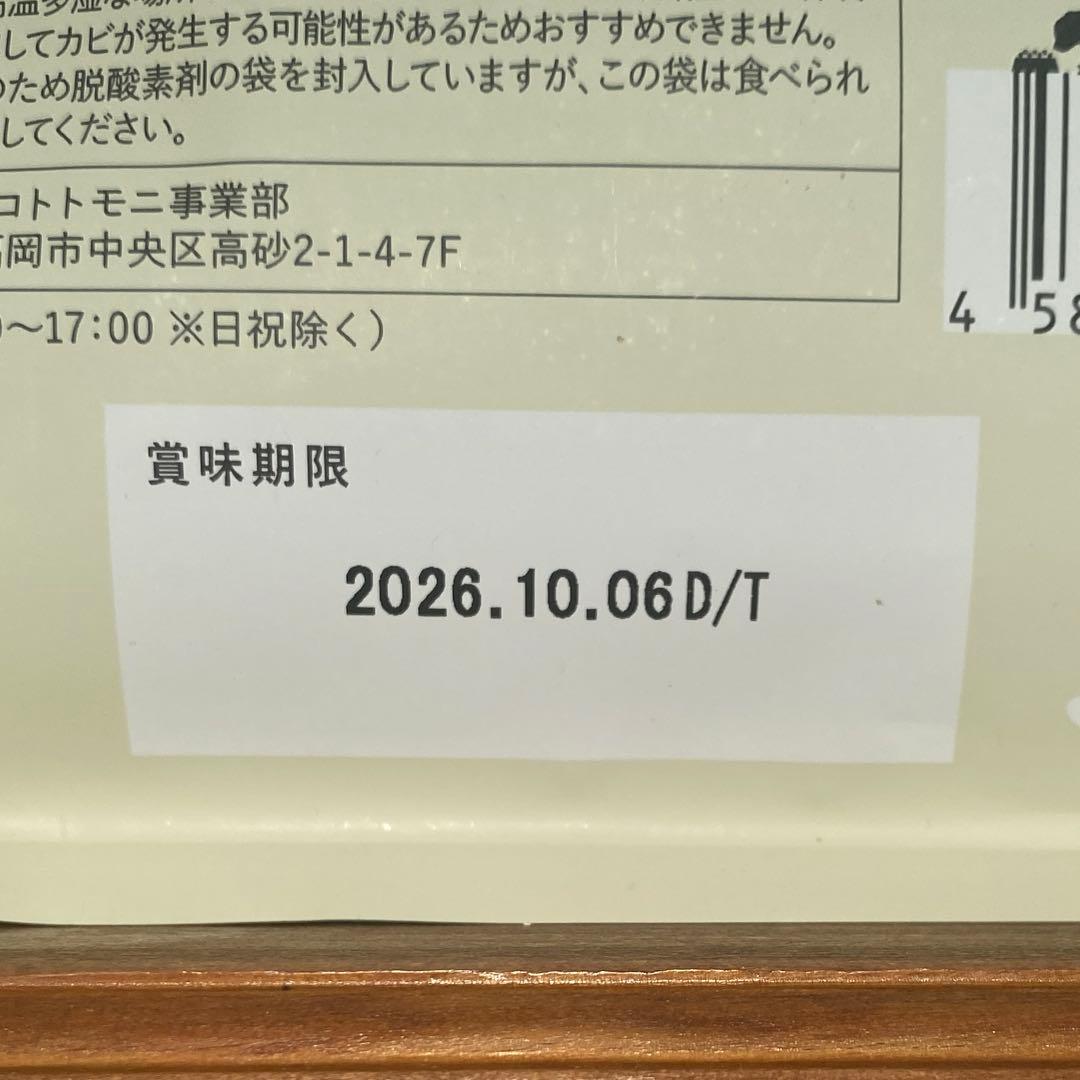 してカビが発生する可能性があるためおすすめできません。
のため脱酸素剤の袋を封入していますが、この袋は食べられ
してください。
コトトモニ事業部
岡市中央区高砂2-1-4-7F
〜17:00 ※日祝除く）
4 58
賞味期限
2026.10.06D/T